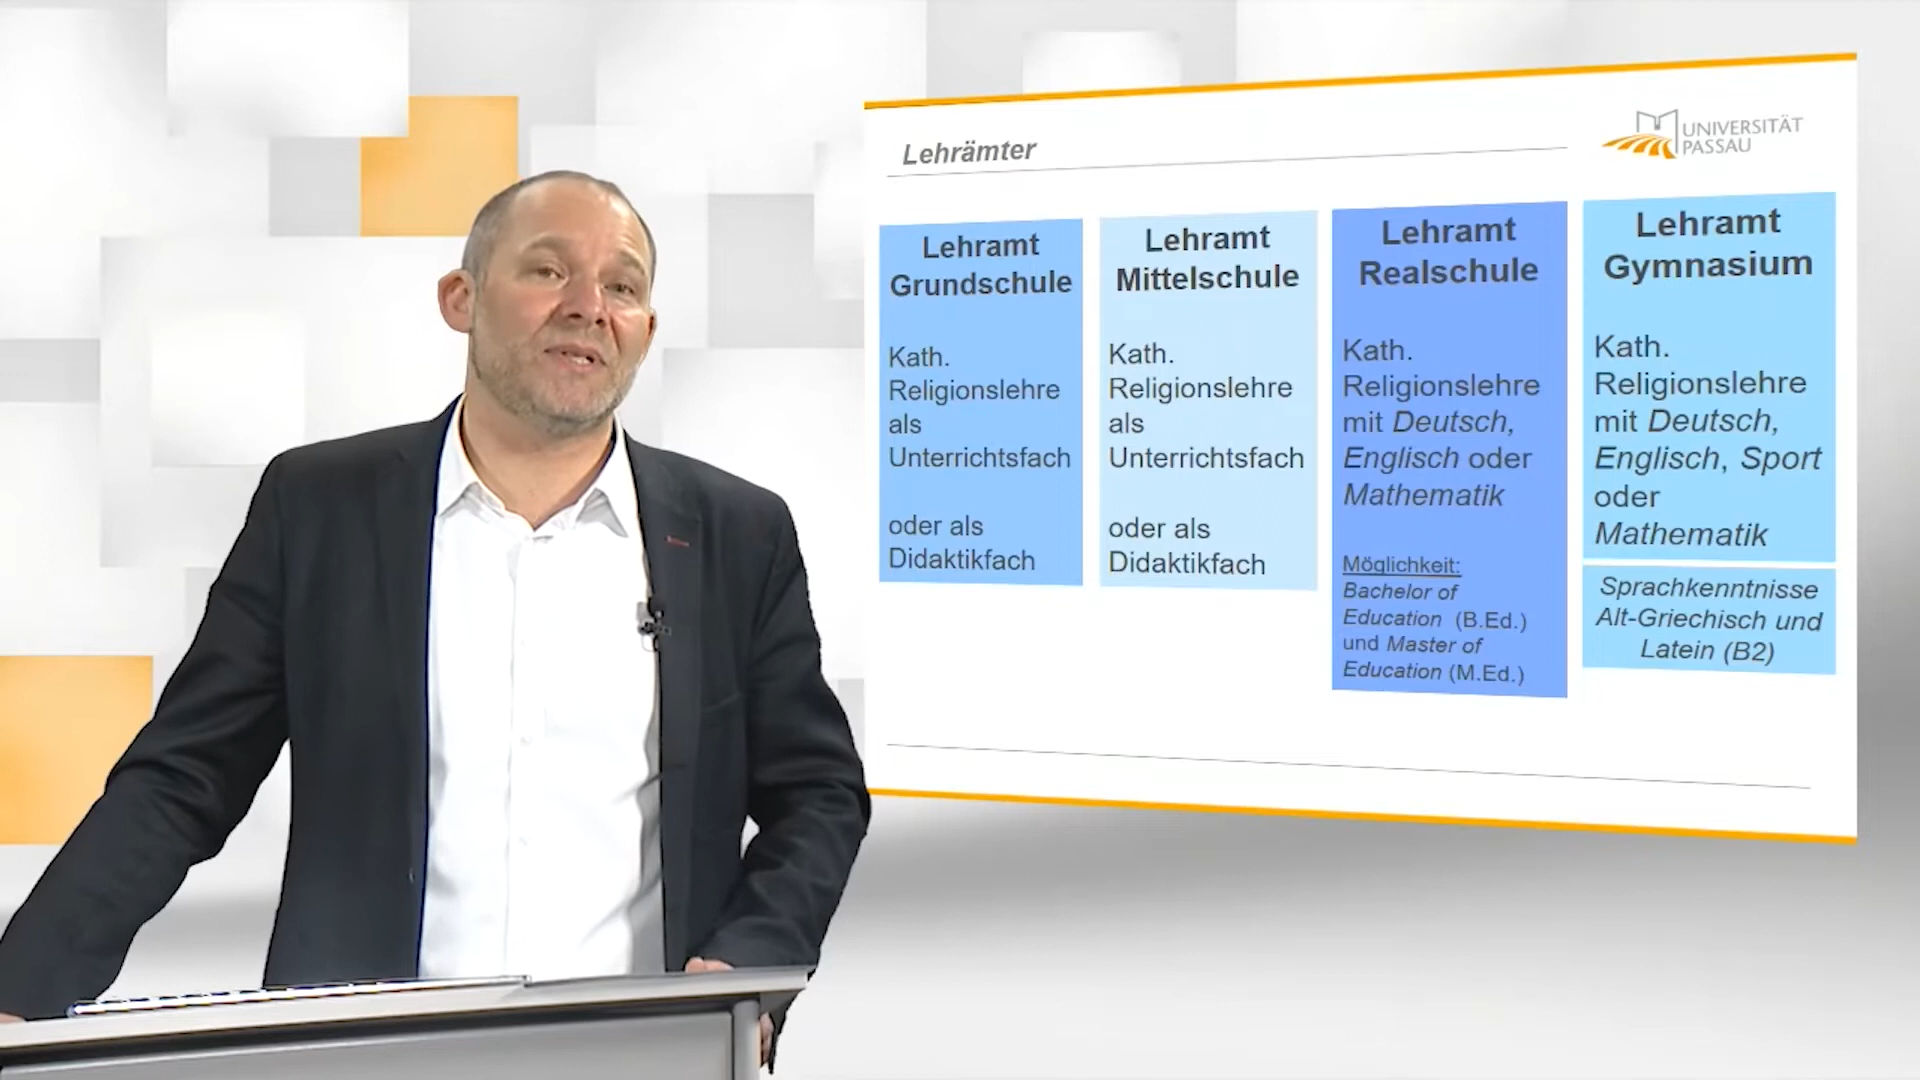 Lehrämter
UNIVERSITÄT
PASSAU
Lehramt
Grundschule
Kath.
Religionslehre
als
Unterrichtsfach
oder als
Didaktikfach
Lehramt
Mittelschule
Kath.
Religionslehre
als
Unterrichtsfach
oder als
Didaktikfach
Lehramt
Realschule
Kath.
Religionslehre
mit Deutsch,
Englisch oder
Mathematik
Möglichkeit:
Bachelor of
Education (B.Ed.)
und Master of
Education (M.Ed.)
Lehramt
Gymnasium
Kath.
Religionslehre
mit Deutsch,
Englisch, Sport
oder
Mathematik
Sprachkenntnisse
Alt-Griechisch und
Latein (B2)